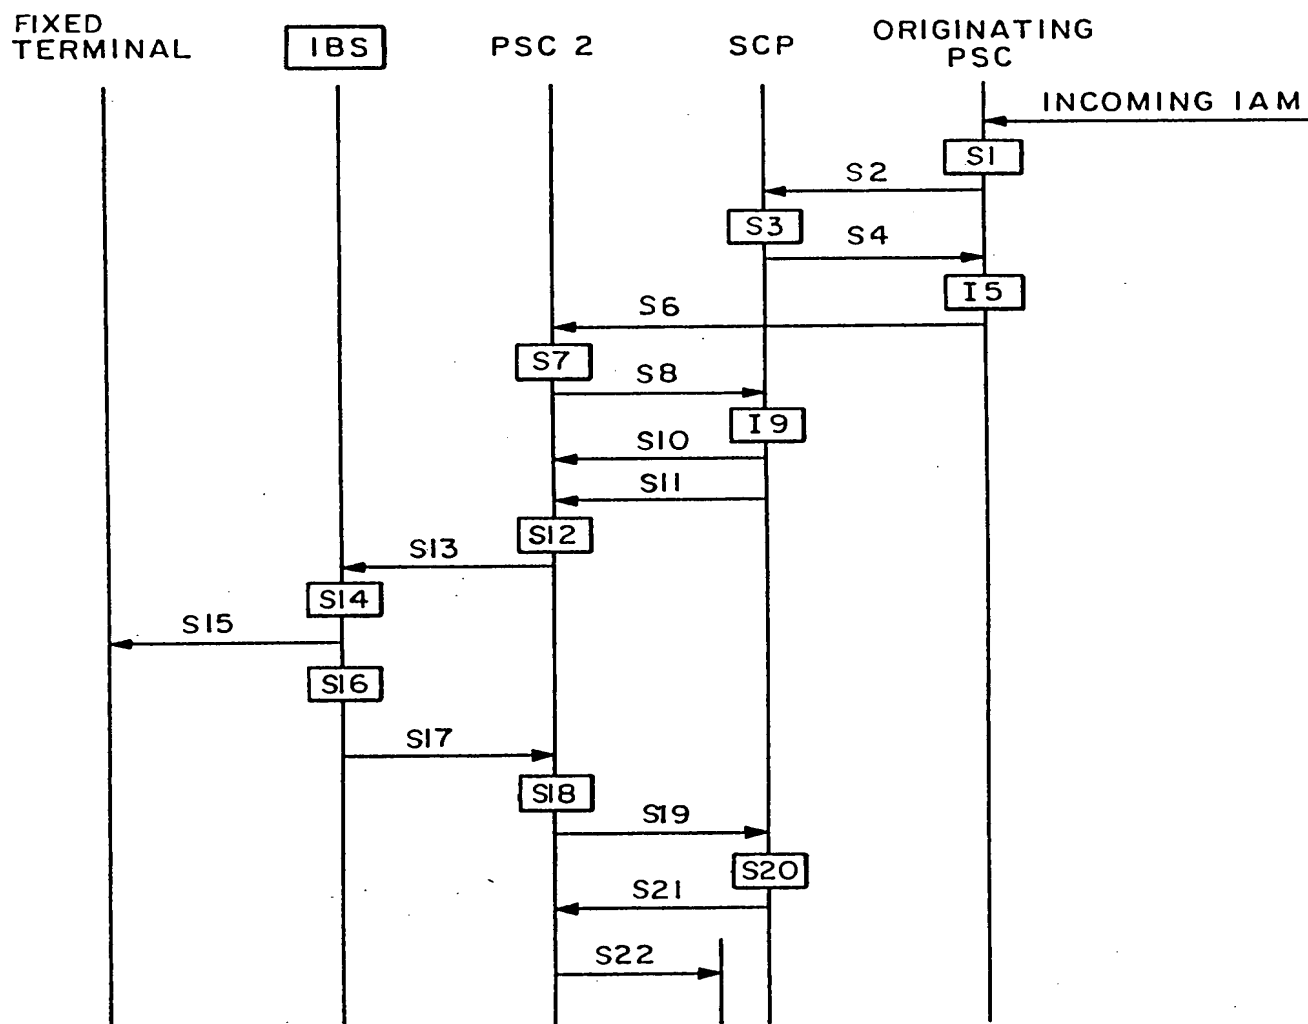 FIXED
TERMINAL
IBS
PSC 2
SCP
ORIGINATING
PSC
INCOMING IAM
S1
S2
S3
S4
I5
S6
S7
S8
I9
S10
S11
S12
S13
S14
S15
S16
S17
S18
S19
S20
S21
S22